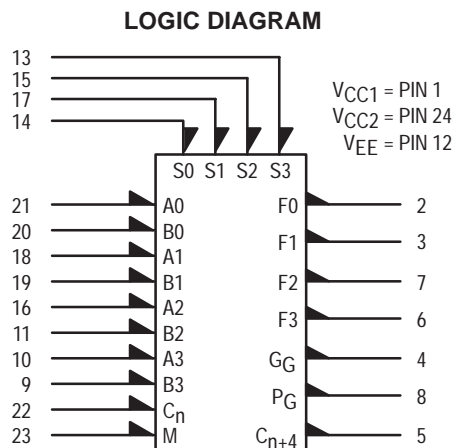 LOGIC DIAGRAM
13
15
17
14
VCC1 = PIN 1
VCC2 = PIN 24
VEE = PIN 12
S0 S1 S2 S3
21 A0 F0 2
20 B0
18 A1 F1 3
19 B1 F2 7
16 A2
11 B2 F3 6
10 A3 GG 4
9 B3 PG 8
22 Cn
23 M Cn+4 5